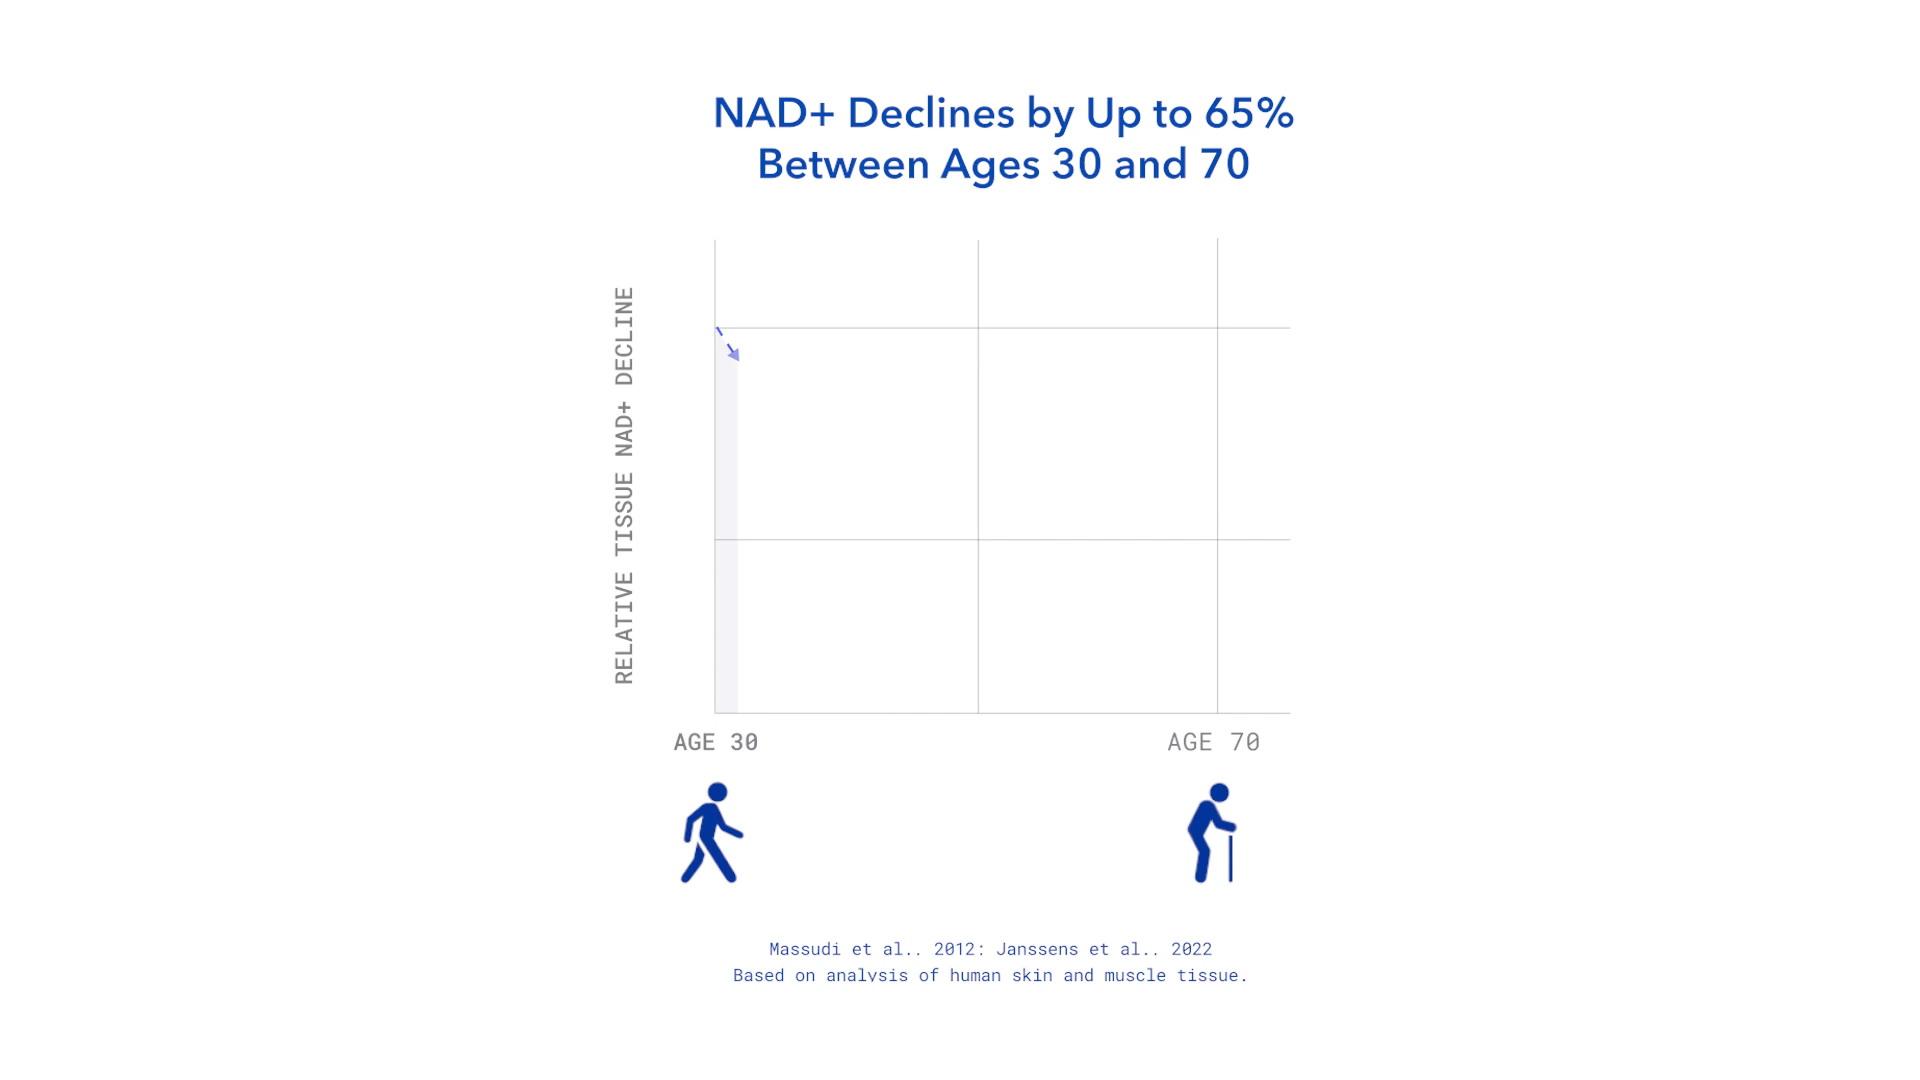 NAD+ Declines by Up to 65%
Between Ages 30 and 70
RELATIVE TISSUE NAD+ DECLINE
AGE 30
AGE 70
Massudi et al.. 2012: Janssens et al.. 2022
Based on analysis of human skin and muscle tissue.